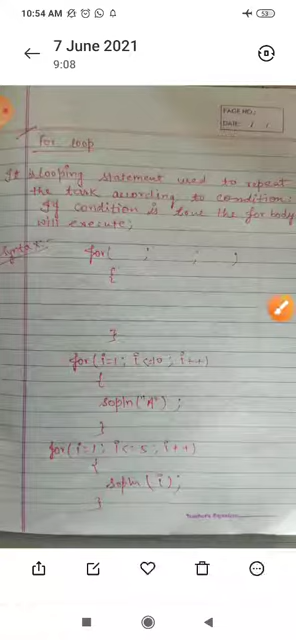 10:54 AM
53
7 June 2021
9:08
PAGE NO.:
DATE: / /
For loop
It is looping statement used to repeat
the task according to condition.
If condition is true the for body
will execute;
Syntax:
for( ; ; ;
{
}
for(i=1; i<=10; i++)
{
sopln("A");
}
for(i=1; i<=5; i++)
{
sopln(i);
}